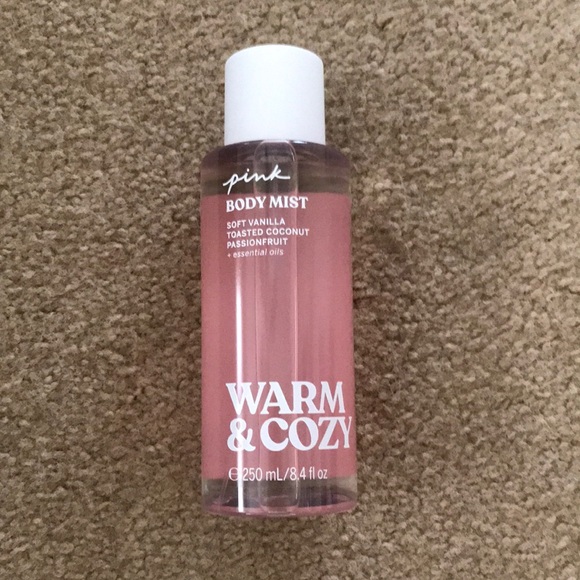 pink
BODY MIST
SOFT VANILLA
TOASTED COCONUT
PASSIONFRUIT
+ essential oils
WARM
& COZY
℮ 250 mL/8.4 fl oz